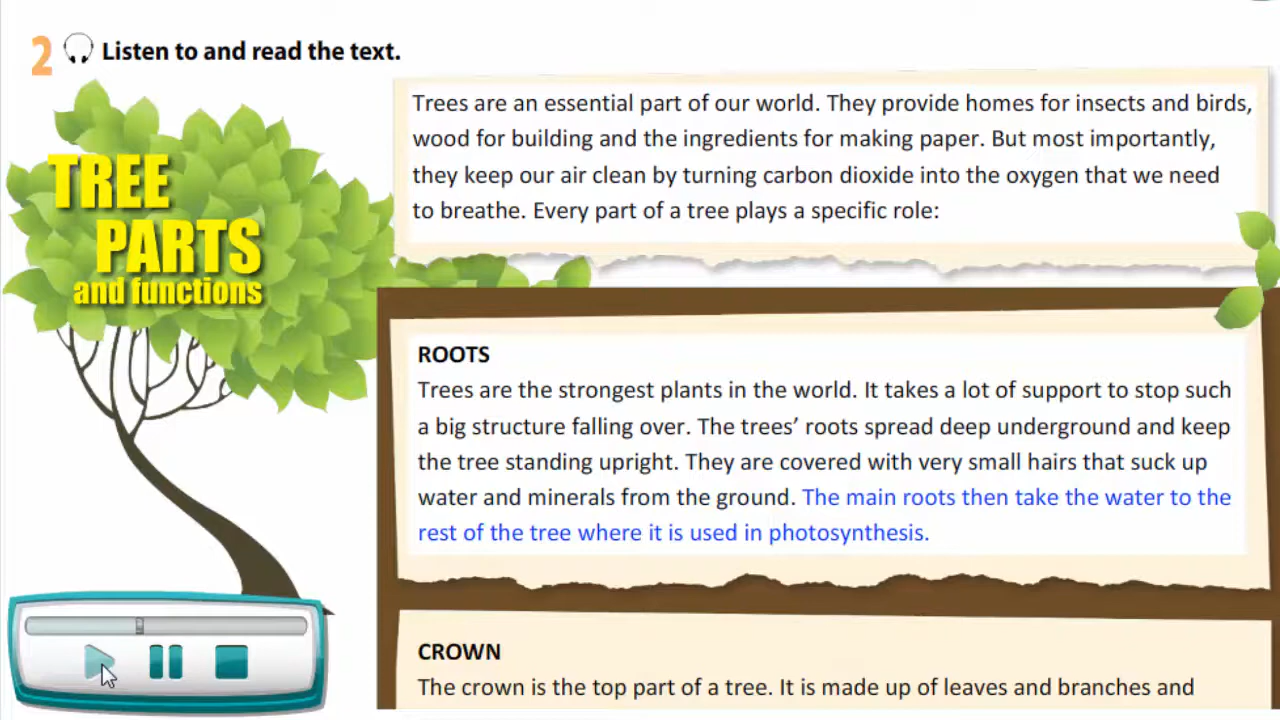 2 Listen to and read the text.
TREE
PARTS
and functions
Trees are an essential part of our world. They provide homes for insects and birds,
wood for building and the ingredients for making paper. But most importantly,
they keep our air clean by turning carbon dioxide into the oxygen that we need
to breathe. Every part of a tree plays a specific role:
ROOTS
Trees are the strongest plants in the world. It takes a lot of support to stop such
a big structure falling over. The trees’ roots spread deep underground and keep
the tree standing upright. They are covered with very small hairs that suck up
water and minerals from the ground. The main roots then take the water to the
rest of the tree where it is used in photosynthesis.
CROWN
The crown is the top part of a tree. It is made up of leaves and branches and